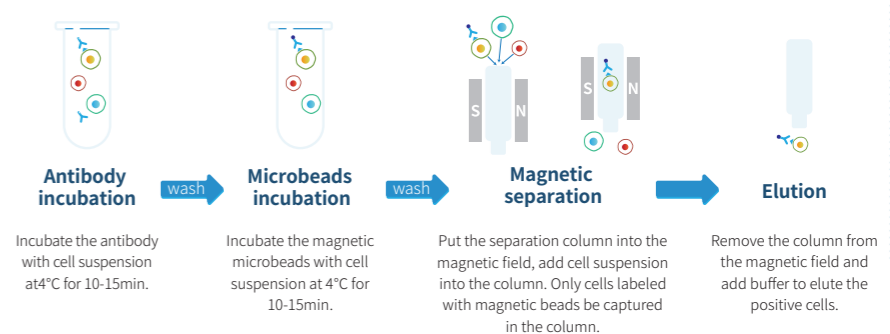 S
N
S
N
Antibody
incubation
wash
Microbeads
incubation
wash
Magnetic
separation
Elution
Incubate the antibody
with cell suspension
at4°C for 10-15min.
Incubate the magnetic
microbeads with cell
suspension at 4°C for
10-15min.
Put the separation column into the
magnetic field, add cell suspension
into the column. Only cells labeled
with magnetic beads be captured
in the column.
Remove the column from
the magnetic field and
add buffer to elute the
positive cells.